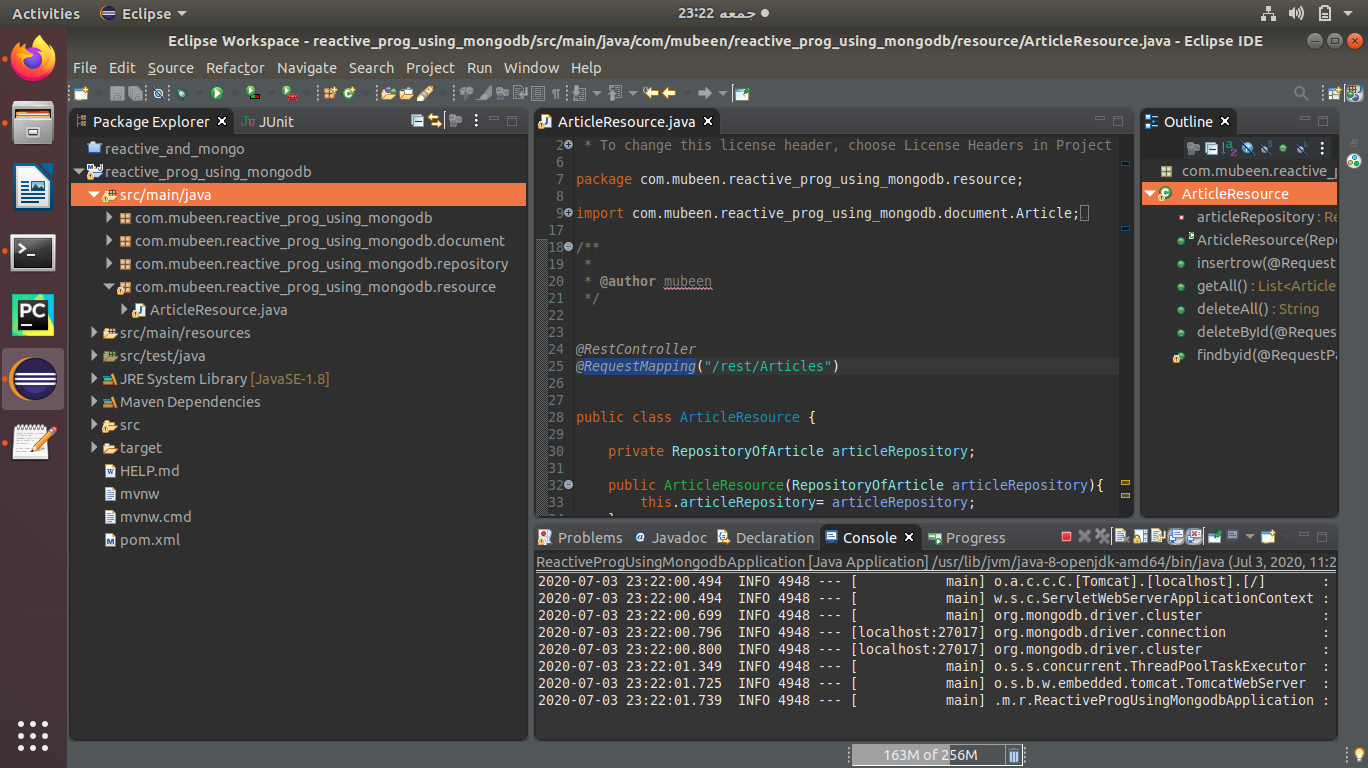 Activities
Eclipse
جمعه 23:22
Eclipse Workspace - reactive_prog_using_mongodb/src/main/java/com/mubeen/reactive_prog_using_mongodb/resource/ArticleResource.java - Eclipse IDE
File Edit Source Refactor Navigate Search Project Run Window Help
Package Explorer
JUnit
reactive_and_mongo
reactive_prog_using_mongodb
src/main/java
com.mubeen.reactive_prog_using_mongodb
com.mubeen.reactive_prog_using_mongodb.document
com.mubeen.reactive_prog_using_mongodb.repository
com.mubeen.reactive_prog_using_mongodb.resource
ArticleResource.java
src/main/resources
src/test/java
JRE System Library [JavaSE-1.8]
Maven Dependencies
src
target
HELP.md
mvnw
mvnw.cmd
pom.xml
ArticleResource.java
2 * To change this license header, choose License Headers in Project
6
7 package com.mubeen.reactive_prog_using_mongodb.resource;
8
9 import com.mubeen.reactive_prog_using_mongodb.document.Article;
17
18 /**
19 *
20 * @author mubeen
21 */
22
23
24 @RestController
25 @RequestMapping("/rest/Articles")
26
27
28 public class ArticleResource {
29
30 private RepositoryOfArticle articleRepository;
31
32 public ArticleResource(RepositoryOfArticle articleRepository){
33 this.articleRepository= articleRepository;
Outline
com.mubeen.reactive_p
ArticleResource
articleRepository : Re
ArticleResource(Repo
insertrow(@Request
getAll() : List<Article
deleteAll() : String
deleteById(@Reques
findbyid(@RequestPa
Problems
@ Javadoc
Declaration
Console
Progress
ReactiveProgUsingMongodbApplication [Java Application] /usr/lib/jvm/java-8-openjdk-amd64/bin/java (Jul 3, 2020, 11:2
2020-07-03 23:22:00.494 INFO 4948 --- [ main] o.a.c.c.C.[Tomcat].[localhost].[/] :
2020-07-03 23:22:00.494 INFO 4948 --- [ main] w.s.c.ServletWebServerApplicationContext :
2020-07-03 23:22:00.699 INFO 4948 --- [ main] org.mongodb.driver.cluster :
2020-07-03 23:22:00.796 INFO 4948 --- [localhost:27017] org.mongodb.driver.connection :
2020-07-03 23:22:00.800 INFO 4948 --- [localhost:27017] org.mongodb.driver.cluster :
2020-07-03 23:22:01.349 INFO 4948 --- [ main] o.s.s.concurrent.ThreadPoolTaskExecutor :
2020-07-03 23:22:01.725 INFO 4948 --- [ main] o.s.b.w.embedded.tomcat.TomcatWebServer :
2020-07-03 23:22:01.739 INFO 4948 --- [ main] .m.r.ReactiveProgUsingMongodbApplication :
163M of 256M